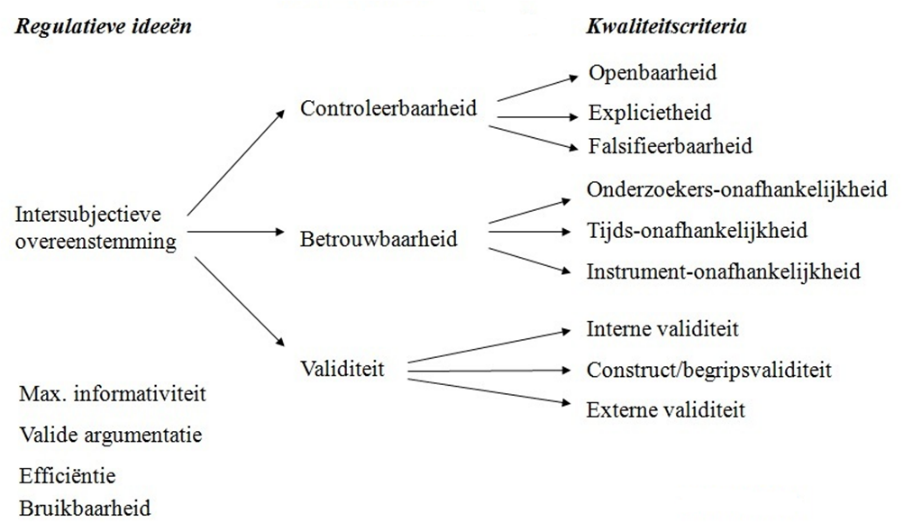 Regulatieve ideeën
Kwaliteitscriteria
Openbaarheid
Controleerbaarheid
Explicietheid
Falsifieerbaarheid
Onderzoekers-onafhankelijkheid
Intersubjectieve
overeenstemming
Betrouwbaarheid
Tijds-onafhankelijkheid
Instrument-onafhankelijkheid
Interne validiteit
Validiteit
Construct/begripsvaliditeit
Externe validiteit
Max. informativiteit
Valide argumentatie
Efficiëntie
Bruikbaarheid